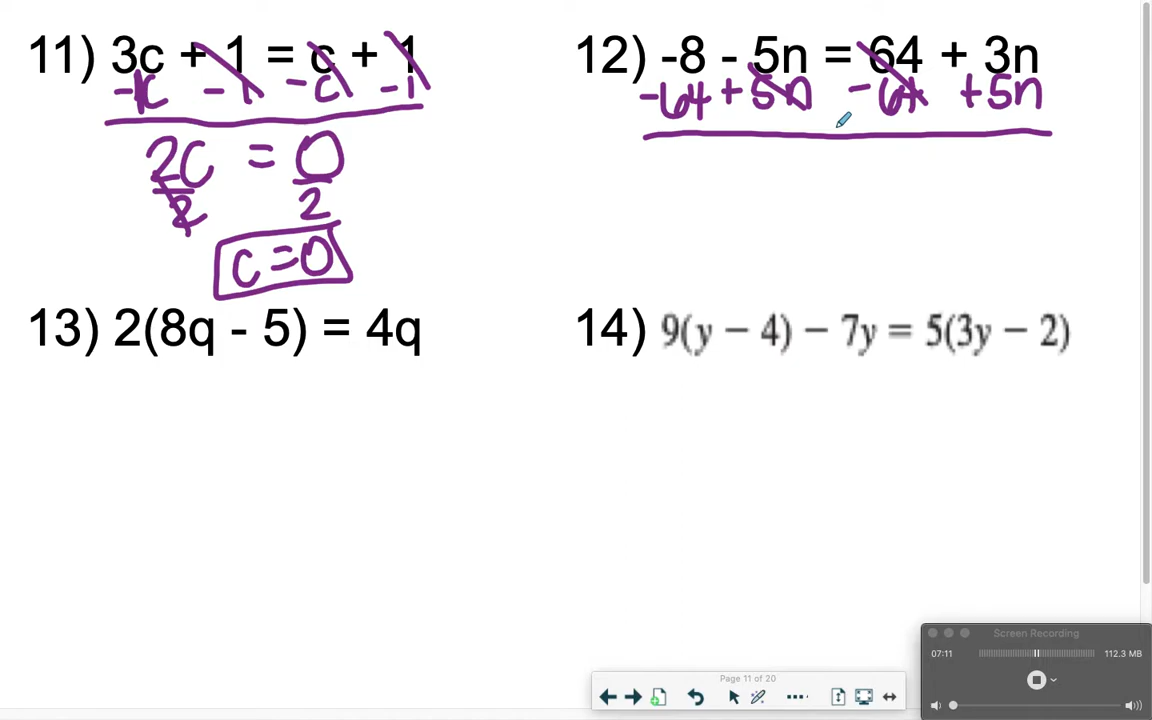 11) 3c + 1 = c + 1
-1c - 1 - c - 1
2c = 0
2 2
c = 0
12) -8 - 5n = 64 + 3n
-64 + 5n - 64 + 5n
13) 2(8q - 5) = 4q
14) 9(y − 4) − 7y = 5(3y − 2)
Screen Recording
07:11 112.3 MB
Page 11 of 20